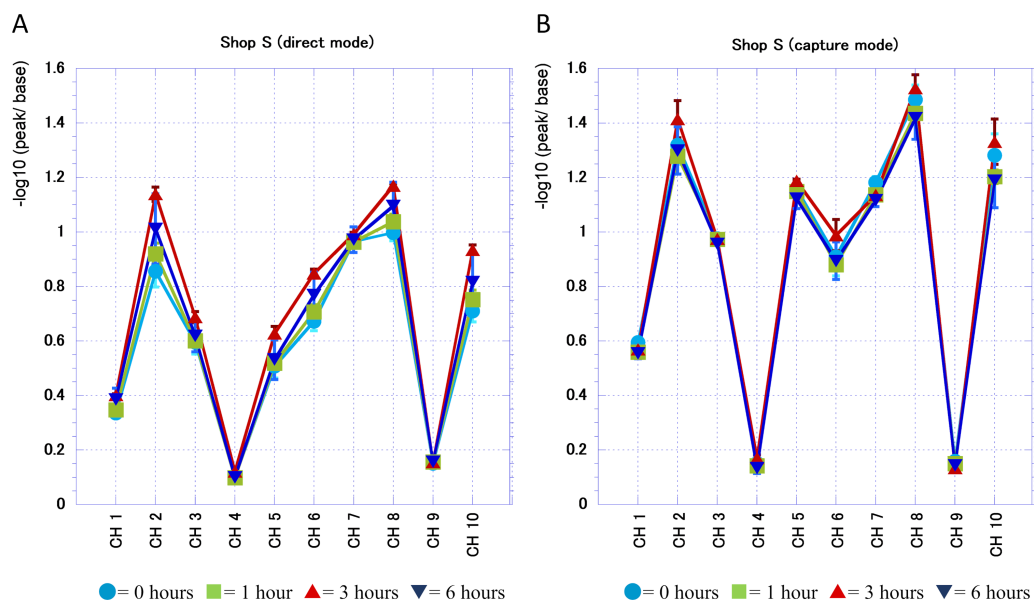 A
Shop S (direct mode)
-log10 (peak/ base)
1.6
1.4
1.2
1
0.8
0.6
0.4
0.2
0
CH 1
CH 2
CH 3
CH 4
CH 5
CH 6
CH 7
CH 8
CH 9
CH 10
= 0 hours = 1 hour = 3 hours = 6 hours
B
Shop S (capture mode)
-log10 (peak/ base)
1.6
1.4
1.2
1
0.8
0.6
0.4
0.2
0
CH 1
CH 2
CH 3
CH 4
CH 5
CH 6
CH 7
CH 8
CH 9
CH 10
= 0 hours = 1 hour = 3 hours = 6 hours